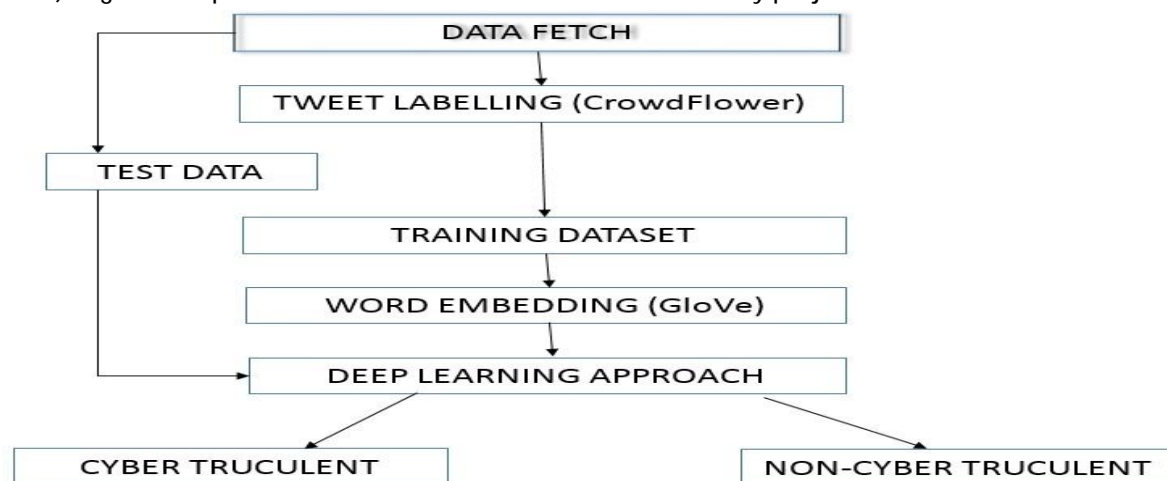 DATA FETCH
TWEET LABELLING (CrowdFlower)
TEST DATA
TRAINING DATASET
WORD EMBEDDING (GloVe)
DEEP LEARNING APPROACH
CYBER TRUCULENT
NON-CYBER TRUCULENT